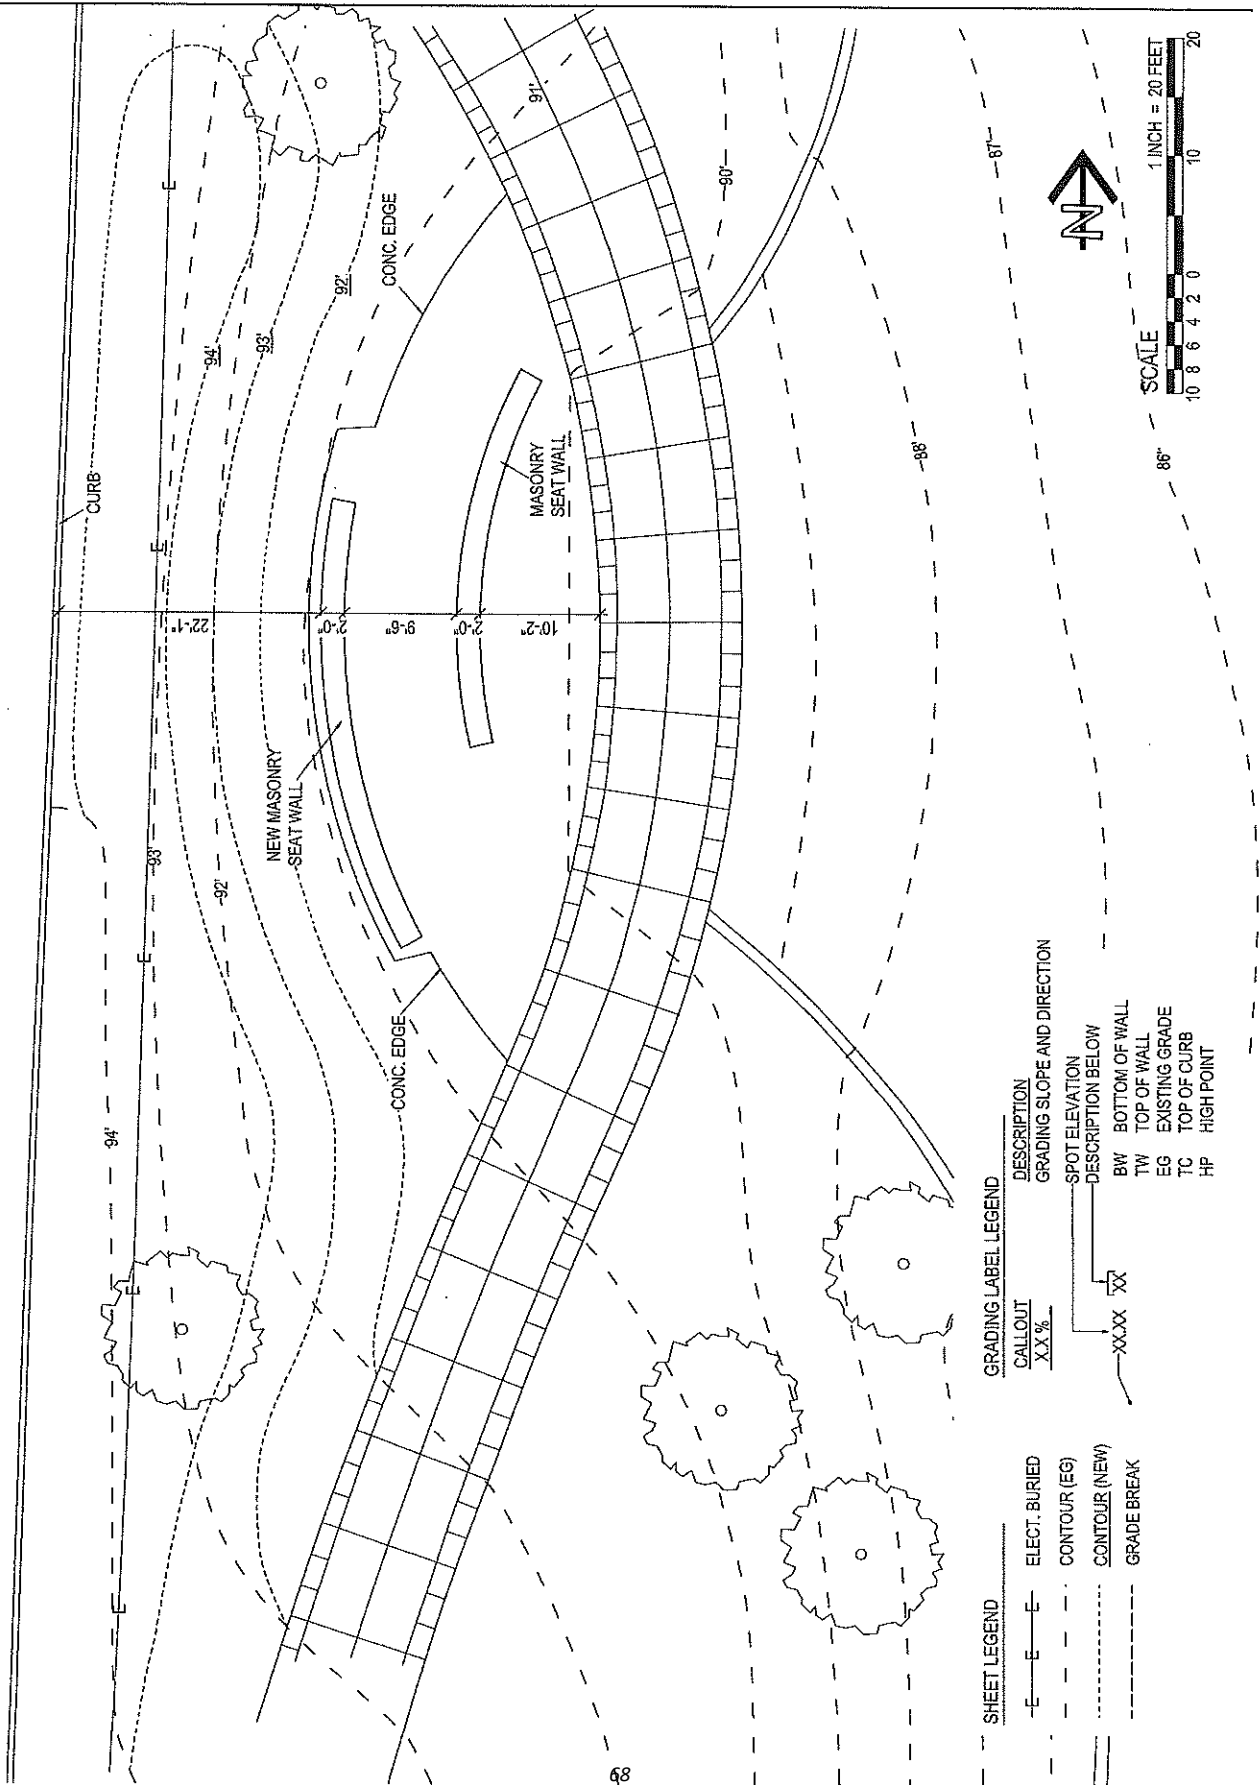 CURB
22'-1"
2'-0"
9'-6"
2'-0"
10'-2"
NEW MASONRY
SEAT WALL
MASONRY
SEAT WALL
CONC. EDGE
CONC. EDGE
94'
93'
92'
94'
93'
92'
91'
90'
88'
87'
86"
E
E
E
E
E
N
SCALE
1 INCH = 20 FEET
10 8 6 4 2 0 10 20
SHEET LEGEND
E E E ELECT. BURIED
CONTOUR (EG)
CONTOUR (NEW)
GRADE BREAK
GRADING LABEL LEGEND
CALLOUT DESCRIPTION
X.X % GRADING SLOPE AND DIRECTION
SPOT ELEVATION
DESCRIPTION BELOW
XX.XX XX
BW BOTTOM OF WALL
TW TOP OF WALL
EG EXISTING GRADE
TC TOP OF CURB
HP HIGH POINT